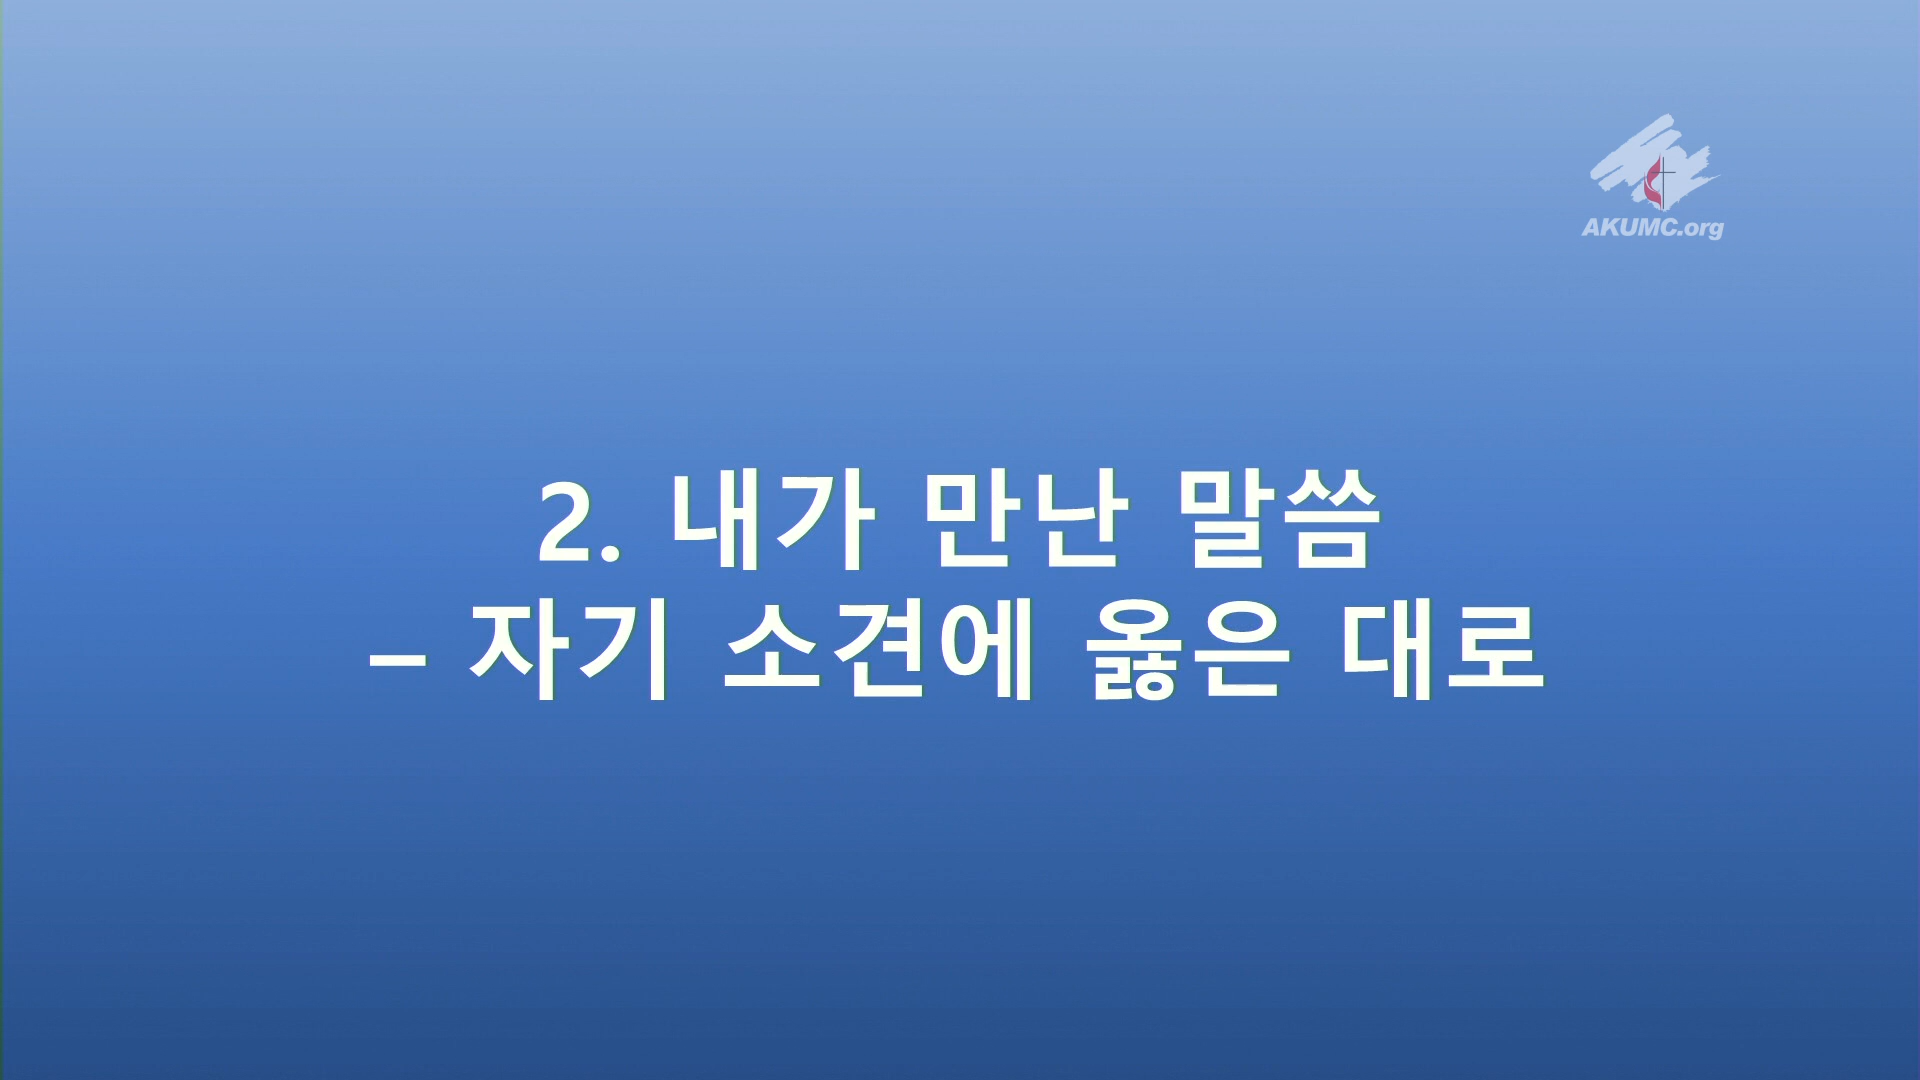 AKUMC.org
2. 내가 만난 말씀
– 자기 소견에 옳은 대로